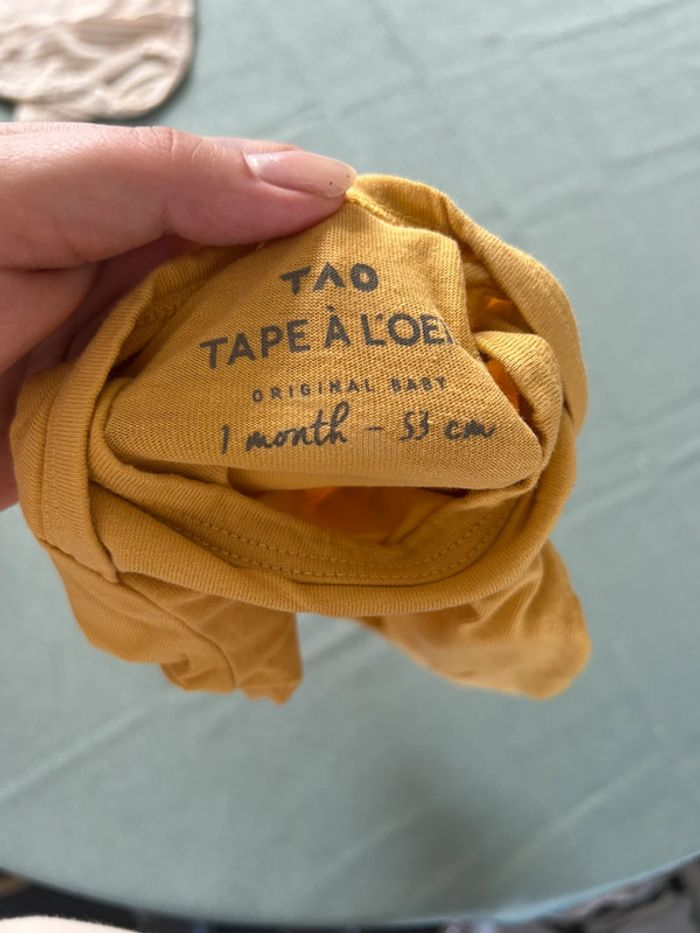 TAO
TAPE À L'OEI
ORIGINAL BABY
1 month - 53 cm